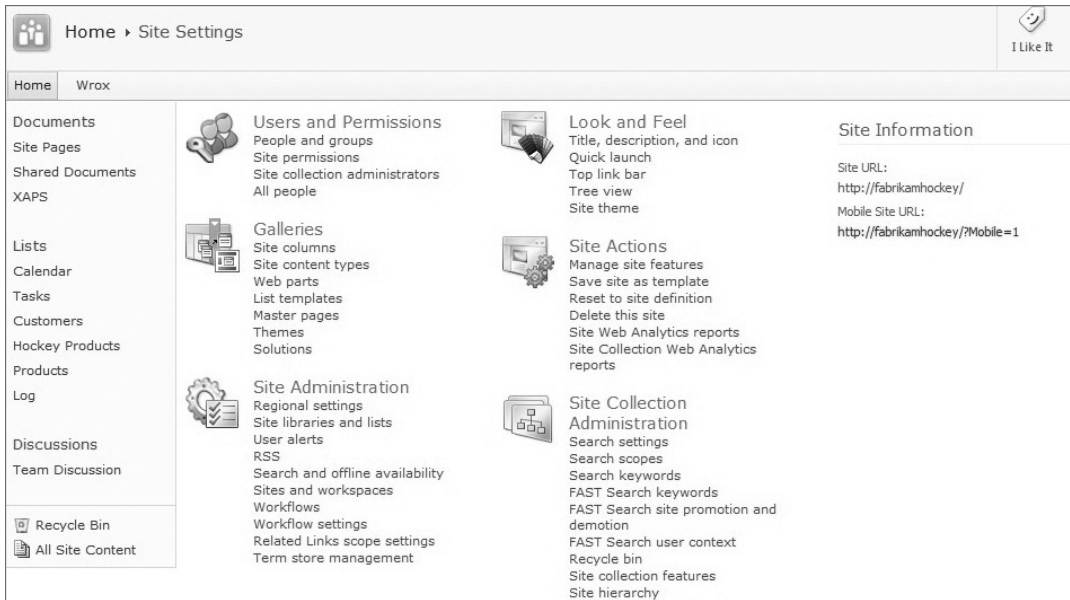 Home ▸ Site Settings
I Like It
Home Wrox
Documents
Site Pages
Shared Documents
XAPS
Lists
Calendar
Tasks
Customers
Hockey Products
Products
Log
Discussions
Team Discussion
Recycle Bin
All Site Content
Users and Permissions
People and groups
Site permissions
Site collection administrators
All people
Galleries
Site columns
Site content types
Web parts
List templates
Master pages
Themes
Solutions
Site Administration
Regional settings
Site libraries and lists
User alerts
RSS
Search and offline availability
Sites and workspaces
Workflows
Workflow settings
Related Links scope settings
Term store management
Look and Feel
Title, description, and icon
Quick launch
Top link bar
Tree view
Site theme
Site Actions
Manage site features
Save site as template
Reset to site definition
Delete this site
Site Web Analytics reports
Site Collection Web Analytics
reports
Site Collection
Administration
Search settings
Search scopes
Search keywords
FAST Search keywords
FAST Search site promotion and
demotion
FAST Search user context
Recycle bin
Site collection features
Site hierarchy
Site Information
Site URL:
http://fabrikamhockey/
Mobile Site URL:
http://fabrikamhockey/?Mobile=1